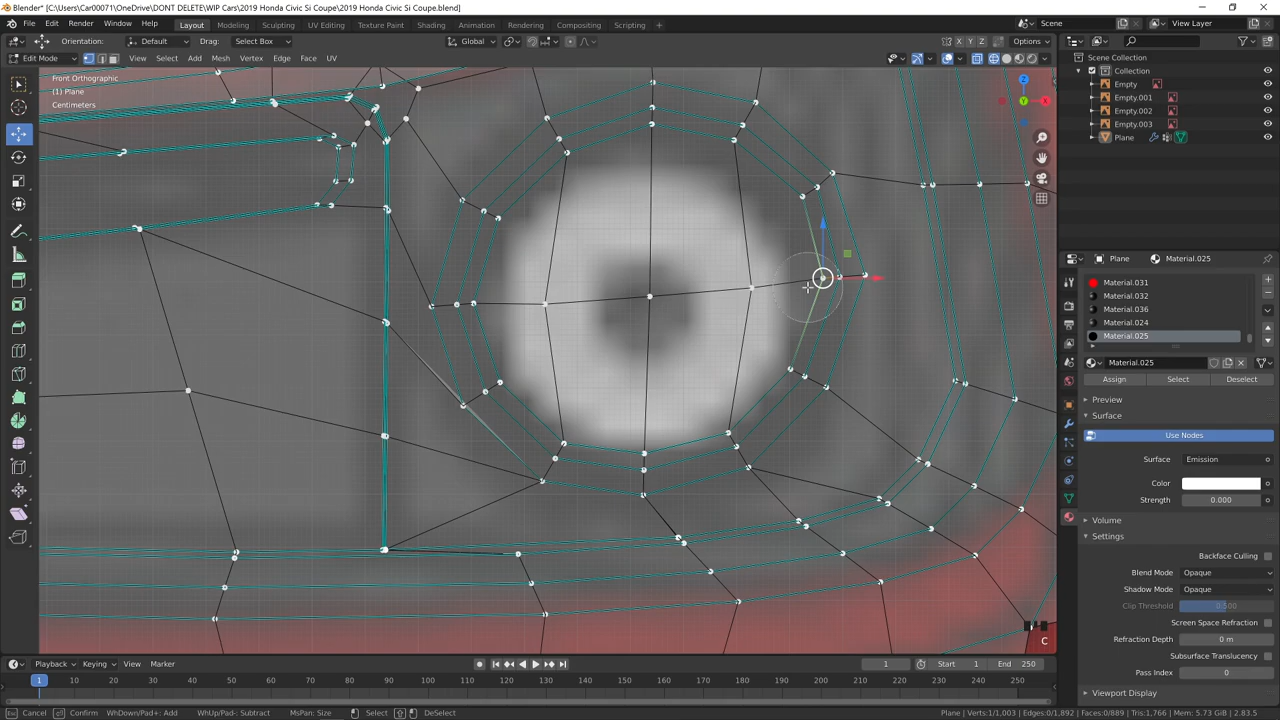 Blender* [C:\Users\Car00071\OneDrive\DONT DELETE\WIP Cars\2019 Honda Civic Si Coupe\2019 Honda Civic Si Coupe.blend]
File Edit Render Window Help Layout Modeling Sculpting UV Editing Texture Paint Shading Animation Rendering Compositing Scripting Scene View Layer
Orientation: Default Drag: Select Box Global X Y Z Options
Edit Mode View Select Add Mesh Vertex Edge Face UV
Scene Collection
Collection
Empty
Empty.001
Empty.002
Empty.003
Plane
Front Orthographic
(1) Plane
Centimeters
Z
Y
X
Plane Material.025
Material.031
Material.032
Material.036
Material.024
Material.025
Material.025
Assign Select Deselect
Preview
Surface
Use Nodes
Surface Emission
Color
Strength 0.000
Volume
Settings
Backface Culling
Blend Mode Opaque
Shadow Mode Opaque
Clip Threshold 0.500
Screen Space Refraction
Refraction Depth 0 m
Subsurface Translucency
Pass Index 0
Viewport Display
C
Playback Keying View Marker 1 Start 1 End 250
1 10 20 30 40 50 60 70 80 90 100 110 120 130 140 150 160 170 180 190 200 210 220 230 240 250
Cancel Confirm WhDown/Pad+: Add WhUp/Pad-: Subtract MsPan: Size Select DeSelect Plane | Verts:1/1,003 | Edges:0/1,892 | Faces:0/889 | Tris:1,766 | Mem: 5.73 GiB | 2.83.5